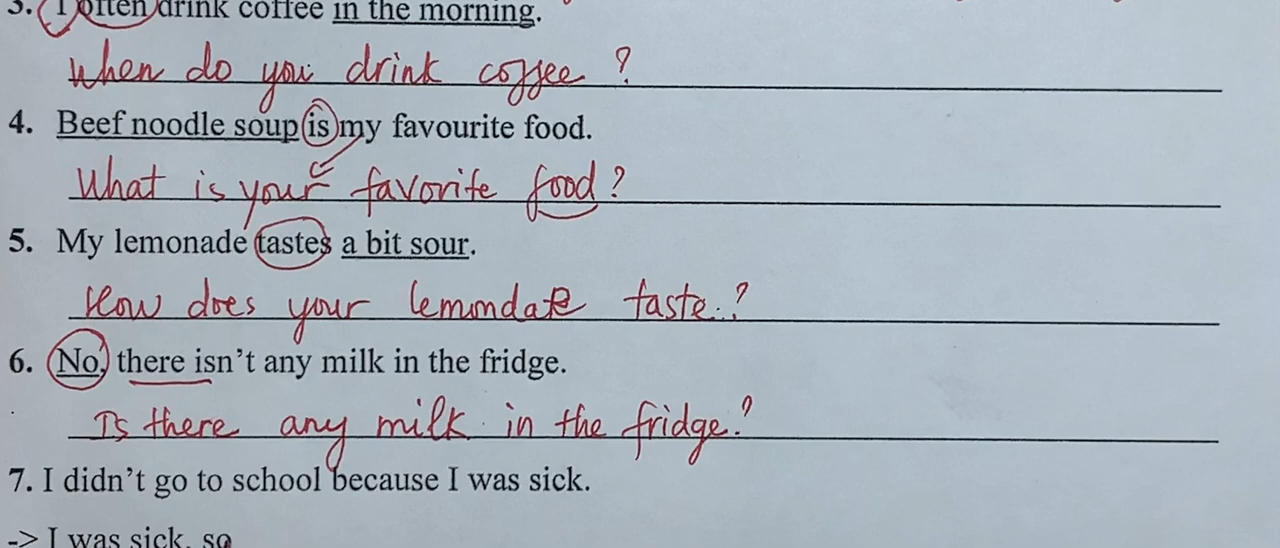 3. I often drink coffee in the morning.
When do you drink coffee ?
4. Beef noodle soup is my favourite food.
What is your favorite food ?
5. My lemonade tastes a bit sour.
How does your lemondate taste ?
6. No, there isn't any milk in the fridge.
Is there any milk in the fridge ?
7. I didn't go to school because I was sick.
-> I was sick, so